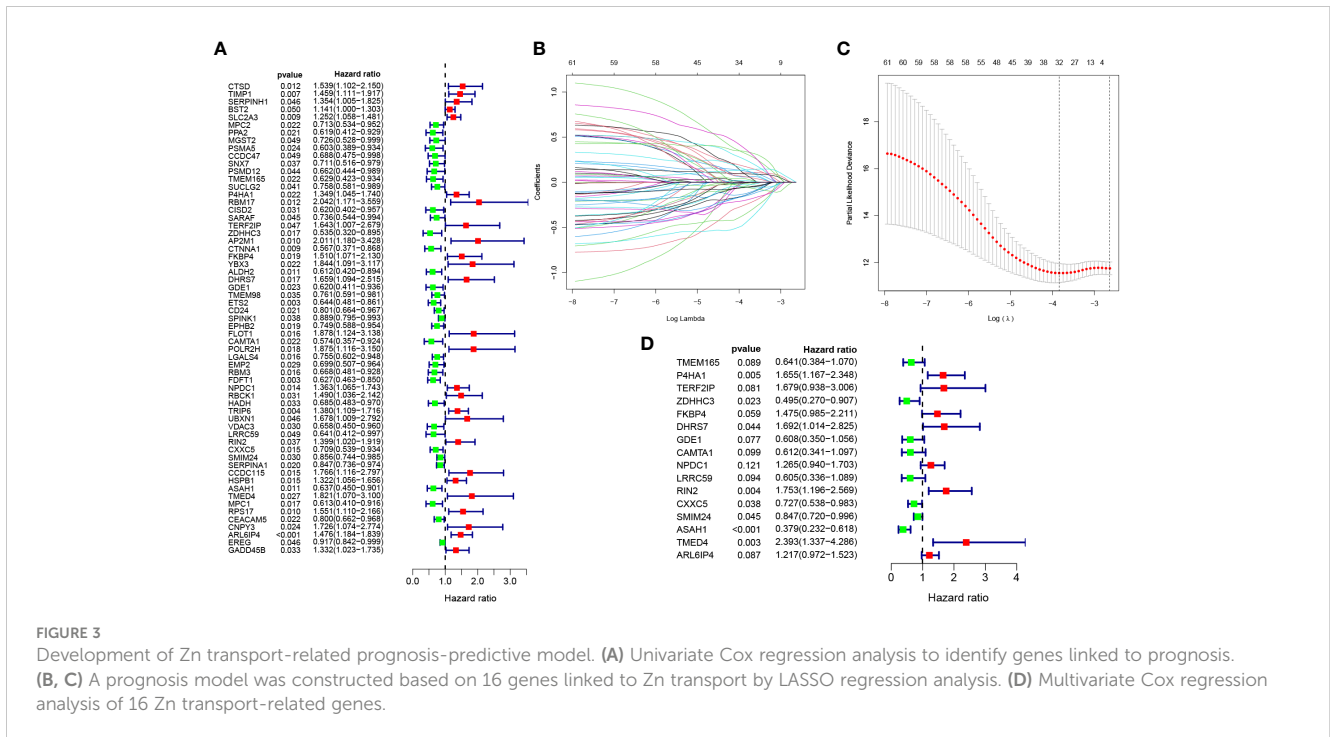 A
pvalue Hazard ratio
CTSD 0.012 1.539(1.102−2.150)
TIMP1 0.007 1.459(1.111−1.917)
SERPINH1 0.046 1.354(1.005−1.825)
BST2 0.050 1.141(1.000−1.303)
SLC2A3 0.009 1.252(1.058−1.481)
MPC2 0.022 0.713(0.534−0.952)
PPA2 0.021 0.619(0.412−0.929)
MGST2 0.049 0.726(0.528−0.999)
PSMA5 0.024 0.603(0.389−0.934)
CCDC47 0.049 0.688(0.475−0.998)
SNX7 0.037 0.711(0.516−0.979)
PSMD12 0.044 0.662(0.444−0.989)
TMEM165 0.022 0.629(0.423−0.934)
SUCLG2 0.041 0.758(0.581−0.989)
P4HA1 0.022 1.349(1.045−1.740)
RBM17 0.012 2.042(1.171−3.559)
CISD2 0.031 0.620(0.402−0.957)
SARAF 0.045 0.736(0.544−0.994)
TERF2IP 0.047 1.643(1.007−2.679)
ZDHHC3 0.017 0.535(0.320−0.895)
AP2M1 0.010 2.011(1.180−3.428)
CTNNA1 0.009 0.567(0.371−0.868)
FKBP4 0.019 1.510(1.071−2.130)
YBX3 0.022 1.844(1.091−3.117)
ALDH2 0.011 0.612(0.420−0.894)
DHRS7 0.017 1.659(1.094−2.515)
GDE1 0.023 0.620(0.411−0.936)
TMEM98 0.035 0.761(0.591−0.981)
ETS2 0.003 0.644(0.481−0.861)
CD24 0.021 0.801(0.664−0.967)
SPINK1 0.038 0.889(0.795−0.993)
EPHB2 0.019 0.749(0.588−0.954)
FLOT1 0.016 1.878(1.124−3.138)
CAMTA1 0.022 0.574(0.357−0.924)
POLR2H 0.018 1.875(1.116−3.150)
LGALS4 0.016 0.755(0.602−0.948)
EMP2 0.029 0.699(0.507−0.964)
RBM3 0.016 0.668(0.481−0.928)
FDFT1 0.003 0.627(0.463−0.850)
NPDC1 0.014 1.363(1.065−1.743)
RBCK1 0.031 1.490(1.036−2.142)
HADH 0.033 0.685(0.483−0.970)
TRIP6 0.004 1.380(1.109−1.716)
UBXN1 0.046 1.678(1.009−2.792)
VDAC3 0.030 0.658(0.450−0.960)
LRRC59 0.049 0.641(0.412−0.997)
RIN2 0.037 1.399(1.020−1.919)
CXXC5 0.015 0.709(0.539−0.934)
SMIM24 0.030 0.856(0.744−0.985)
SERPINA1 0.020 0.847(0.736−0.974)
CCDC115 0.015 1.766(1.116−2.797)
HSPB1 0.015 1.322(1.056−1.656)
ASAH1 0.011 0.637(0.450−0.901)
TMED4 0.027 1.821(1.070−3.100)
MPC1 0.017 0.613(0.410−0.916)
RPS17 0.010 1.551(1.110−2.166)
CEACAM5 0.022 0.800(0.662−0.968)
CNPY3 0.024 1.726(1.074−2.774)
ARL6IP4 <0.001 1.476(1.184−1.839)
EREG 0.046 0.917(0.842−0.999)
GADD45B 0.033 1.332(1.023−1.735)
0.0 1.0 2.0 3.0
Hazard ratio
B
61 59 58 45 34 9
Coefficients
1.0
0.5
0.0
−0.5
−1.0
−8 −7 −6 −5 −4 −3
Log Lambda
C
61 60 59 58 58 58 58 55 48 45 39 38 32 27 13 4
Partial Likelihood Deviance
18
16
14
12
−8 −7 −6 −5 −4 −3
Log (λ)
D
pvalue Hazard ratio
TMEM165 0.089 0.641(0.384−1.070)
P4HA1 0.005 1.655(1.167−2.348)
TERF2IP 0.081 1.679(0.938−3.006)
ZDHHC3 0.023 0.495(0.270−0.907)
FKBP4 0.059 1.475(0.985−2.211)
DHRS7 0.044 1.692(1.014−2.825)
GDE1 0.077 0.608(0.350−1.056)
CAMTA1 0.099 0.612(0.341−1.097)
NPDC1 0.121 1.265(0.940−1.703)
LRRC59 0.094 0.605(0.336−1.089)
RIN2 0.004 1.753(1.196−2.569)
CXXC5 0.038 0.727(0.538−0.983)
SMIM24 0.045 0.847(0.720−0.996)
ASAH1 <0.001 0.379(0.232−0.618)
TMED4 0.003 2.393(1.337−4.286)
ARL6IP4 0.087 1.217(0.972−1.523)
0 1 2 3 4
Hazard ratio
FIGURE 3
Development of Zn transport-related prognosis-predictive model. (A) Univariate Cox regression analysis to identify genes linked to prognosis.
(B, C) A prognosis model was constructed based on 16 genes linked to Zn transport by LASSO regression analysis. (D) Multivariate Cox regression
analysis of 16 Zn transport-related genes.